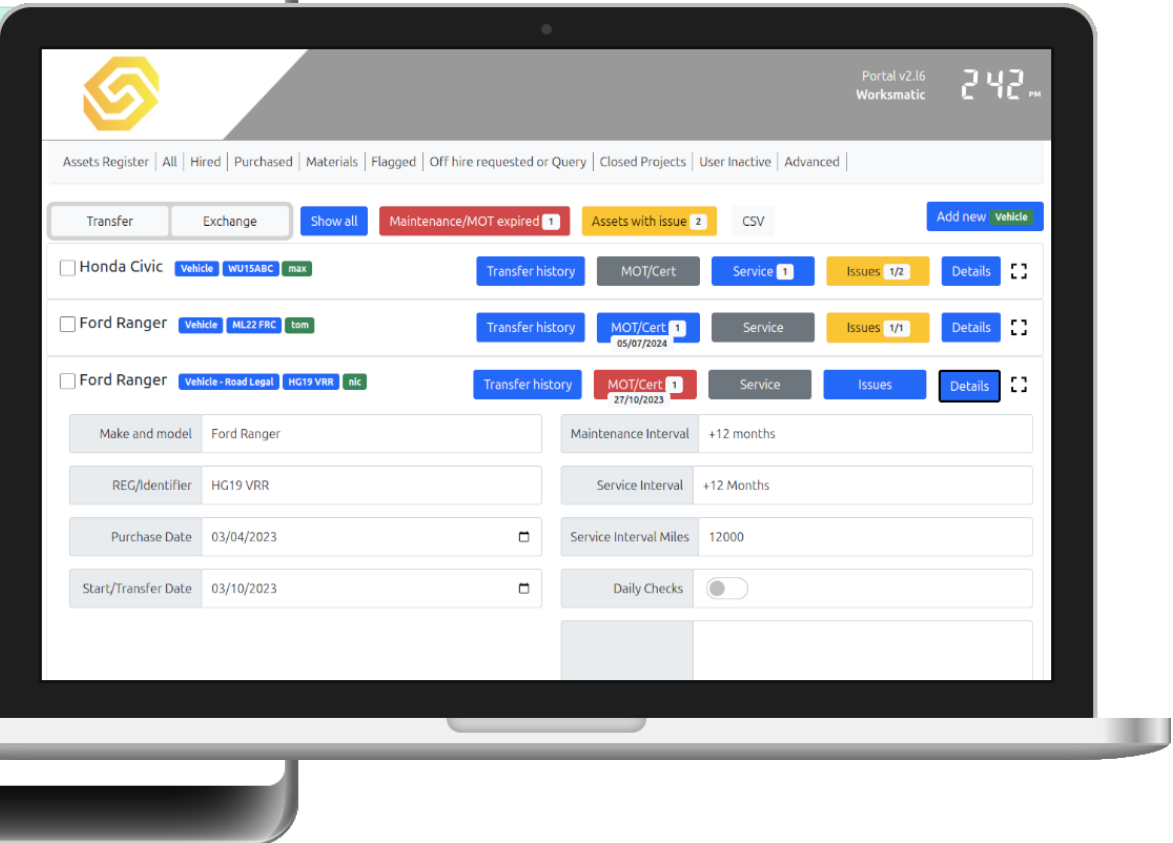 Portal v2.l6
Worksmatic
2 42 PM
Assets Register | All | Hired | Purchased | Materials | Flagged | Off hire requested or Query | Closed Projects | User Inactive | Advanced |
Transfer Exchange Show all Maintenance/MOT expired 1 Assets with issue 2 CSV Add new Vehicle
Honda Civic Vehicle WU15ABC max Transfer history MOT/Cert Service 1 Issues 1/2 Details
Ford Ranger Vehicle ML22 FRC tom Transfer history MOT/Cert 1 Service Issues 1/1 Details
05/07/2024
Ford Ranger Vehicle - Road Legal HG19 VRR nic Transfer history MOT/Cert 1 Service Issues Details
27/10/2023
Make and model Ford Ranger Maintenance Interval +12 months
REG/Identifier HG19 VRR Service Interval +12 Months
Purchase Date 03/04/2023 Service Interval Miles 12000
Start/Transfer Date 03/10/2023 Daily Checks